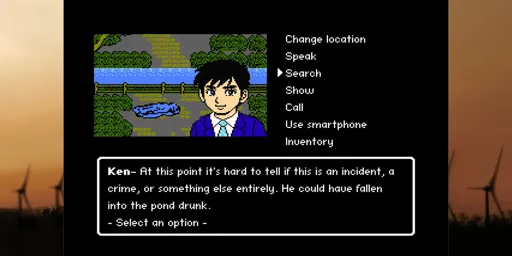 Change location
Speak
Search
Show
Call
Use smartphone
Inventory
Ken- At this point it's hard to tell if this is an incident, a
crime, or something else entirely. He could have fallen
into the pond drunk.
- Select an option -